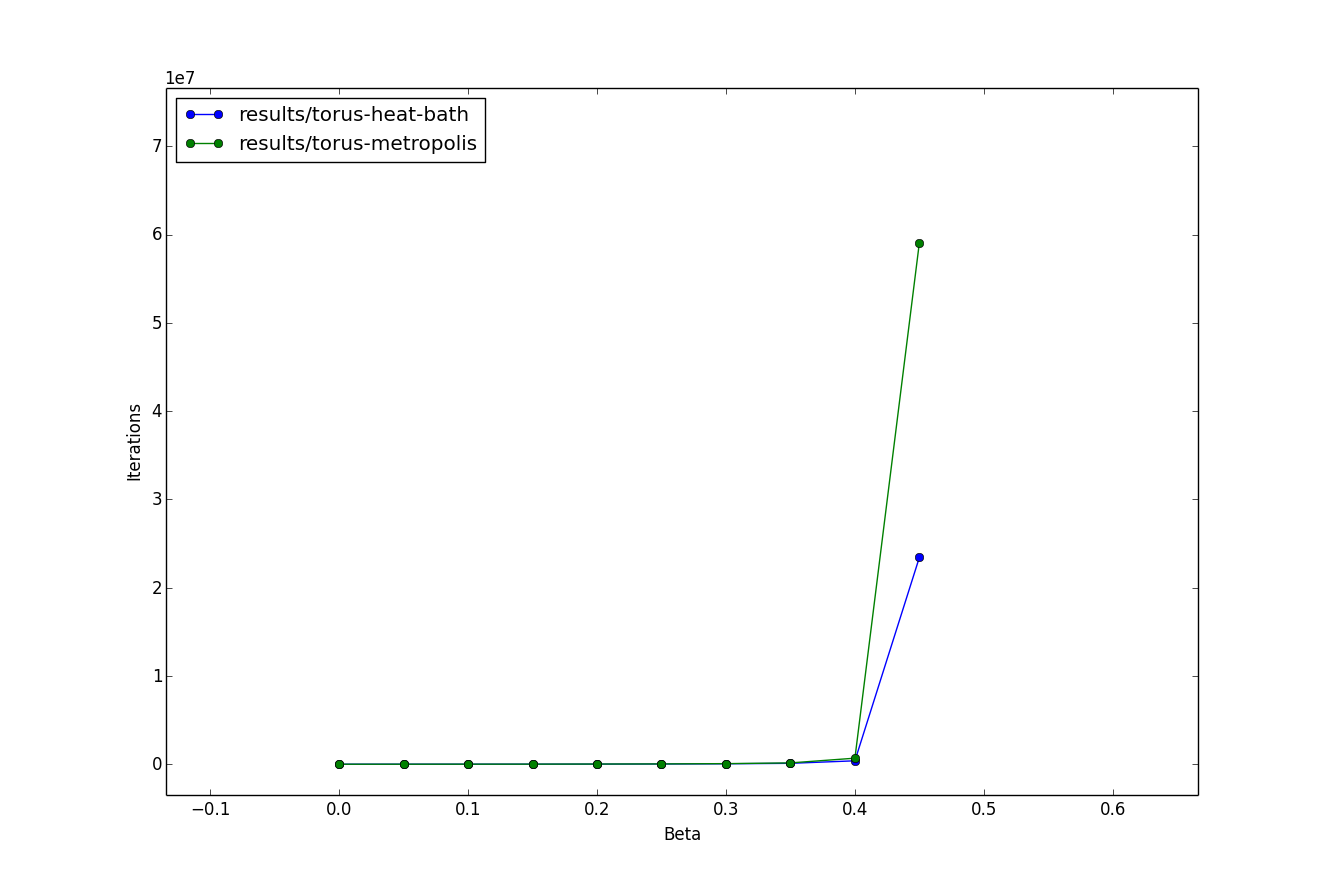 1e7
results/torus-heat-bath
results/torus-metropolis
7
6
5
4
3
2
1
0
Iterations
−0.1 0.0 0.1 0.2 0.3 0.4 0.5 0.6
Beta